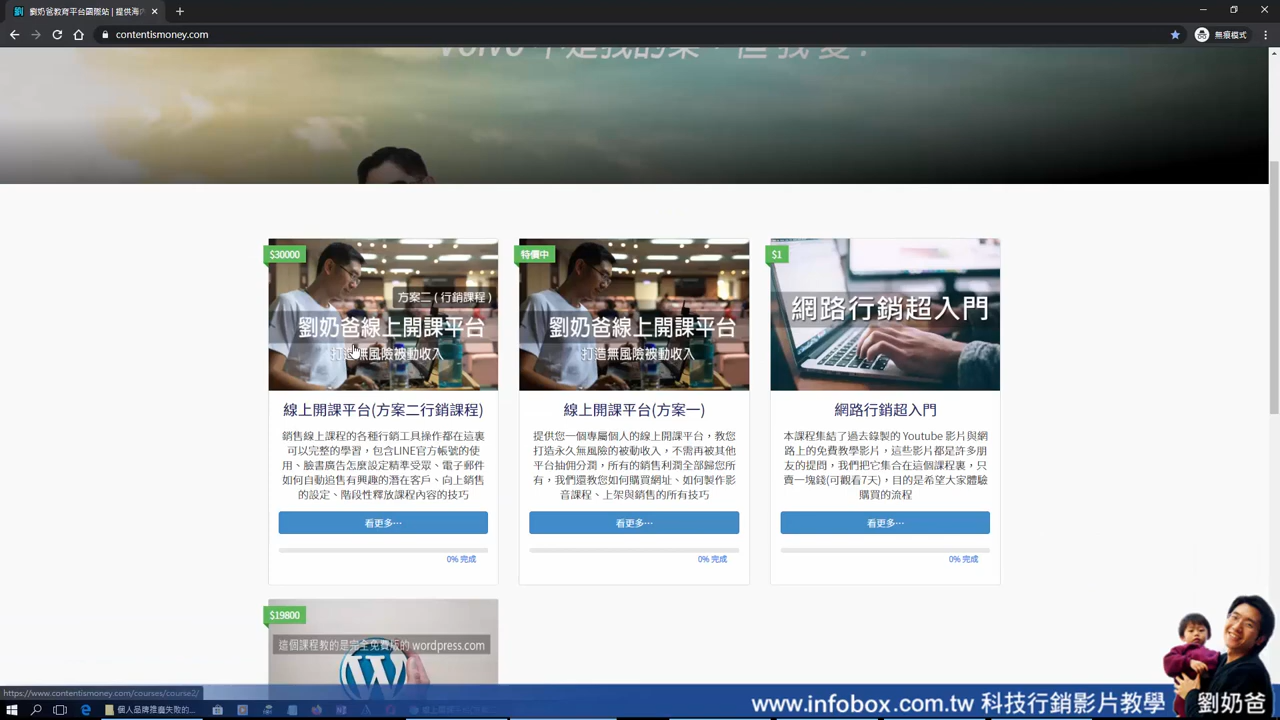 劉奶爸教育平台團服站 | 提供海內
contentismoney.com
無痕模式
Volvo 不是我的菜，但我愛！
$30000
方案二 ( 行銷課程 )
劉奶爸線上開課平台
打造無風險被動收入
線上開課平台(方案二行銷課程)
銷售線上課程的各種行銷工具操作都在這裏
可以完整的學習，包含LINE官方帳號的使
用、臉書廣告怎麼設定精準受眾、電子郵件
如何自動追售有興趣的潛在客戶、向上銷售
的設定、階段性釋放課程內容的技巧
看更多…
0% 完成
特價中
劉奶爸線上開課平台
打造無風險被動收入
線上開課平台(方案一)
提供您一個專屬個人的線上開課平台，教您
打造永久無風險的被動收入，不需再被其他
平台抽佣分潤，所有的銷售利潤全部歸您所
有，我們還教您如何購買網址、如何製作影
音課程、上架與銷售的所有技巧
看更多…
0% 完成
$1
網路行銷超入門
網路行銷超入門
本課程集結了過去錄製的 Youtube 影片與網
路上的免費教學影片，這些影片都是許多朋
友的提問，我們把它集合在這個課程裏，只
賣一塊錢(可觀看7天)，目的是希望大家體驗
購買的流程
看更多…
0% 完成
$19800
這個課程教的是完全免費版的 wordpress.com
https://www.contentismoney.com/courses/course2/
個人品牌推廣失敗的...
www.infobox.com.tw 科技行銷影片教學
劉奶爸